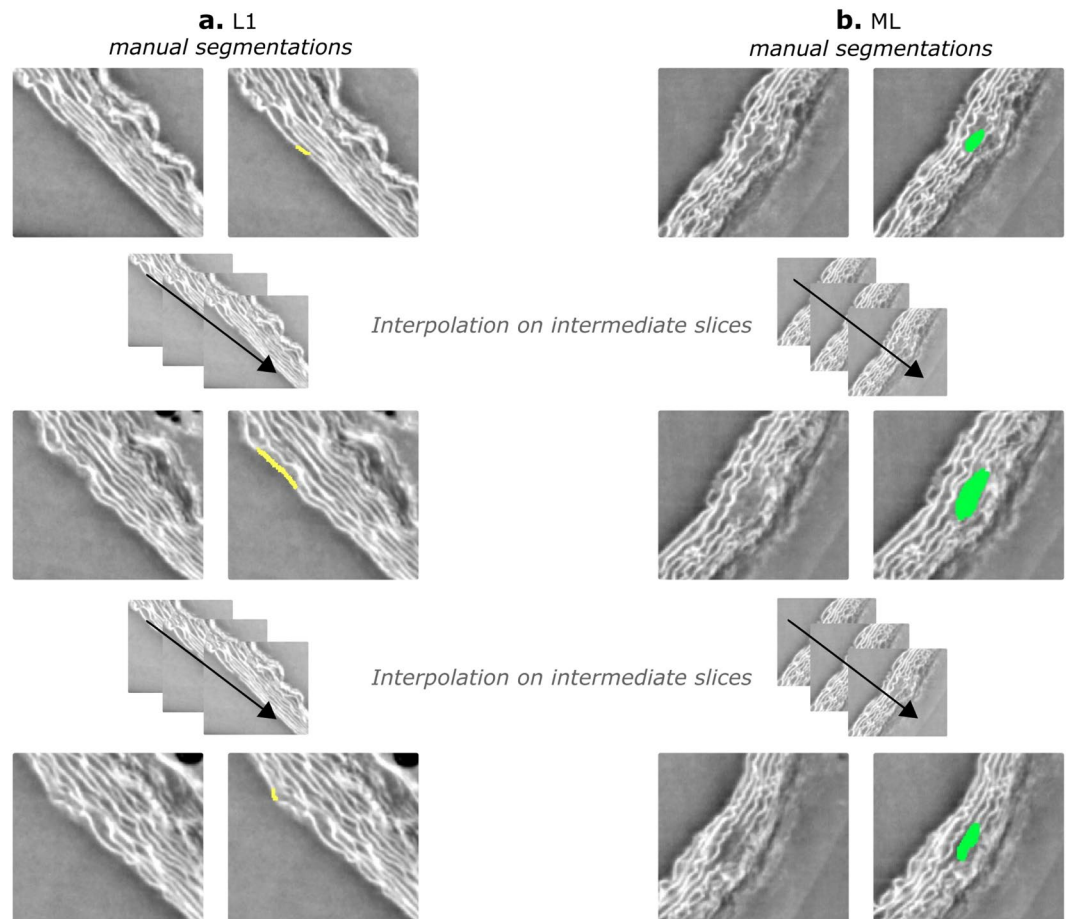 a. L1
manual segmentations
b. ML
manual segmentations
Interpolation on intermediate slices
Interpolation on intermediate slices